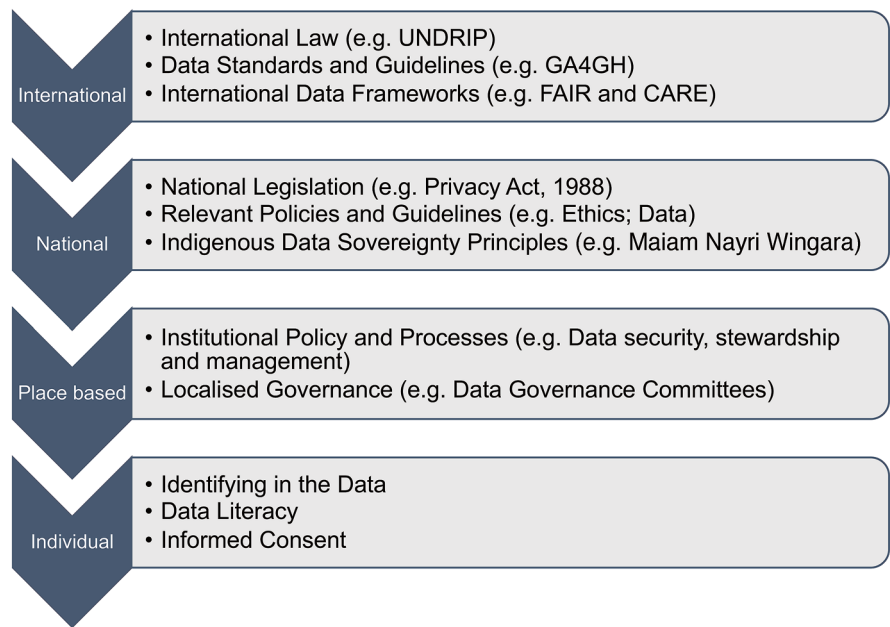 International
• International Law (e.g. UNDRIP)
• Data Standards and Guidelines (e.g. GA4GH)
• International Data Frameworks (e.g. FAIR and CARE)
National
• National Legislation (e.g. Privacy Act, 1988)
• Relevant Policies and Guidelines (e.g. Ethics; Data)
• Indigenous Data Sovereignty Principles (e.g. Maiam Nayri Wingara)
Place based
• Institutional Policy and Processes (e.g. Data security, stewardship
and management)
• Localised Governance (e.g. Data Governance Committees)
Individual
• Identifying in the Data
• Data Literacy
• Informed Consent